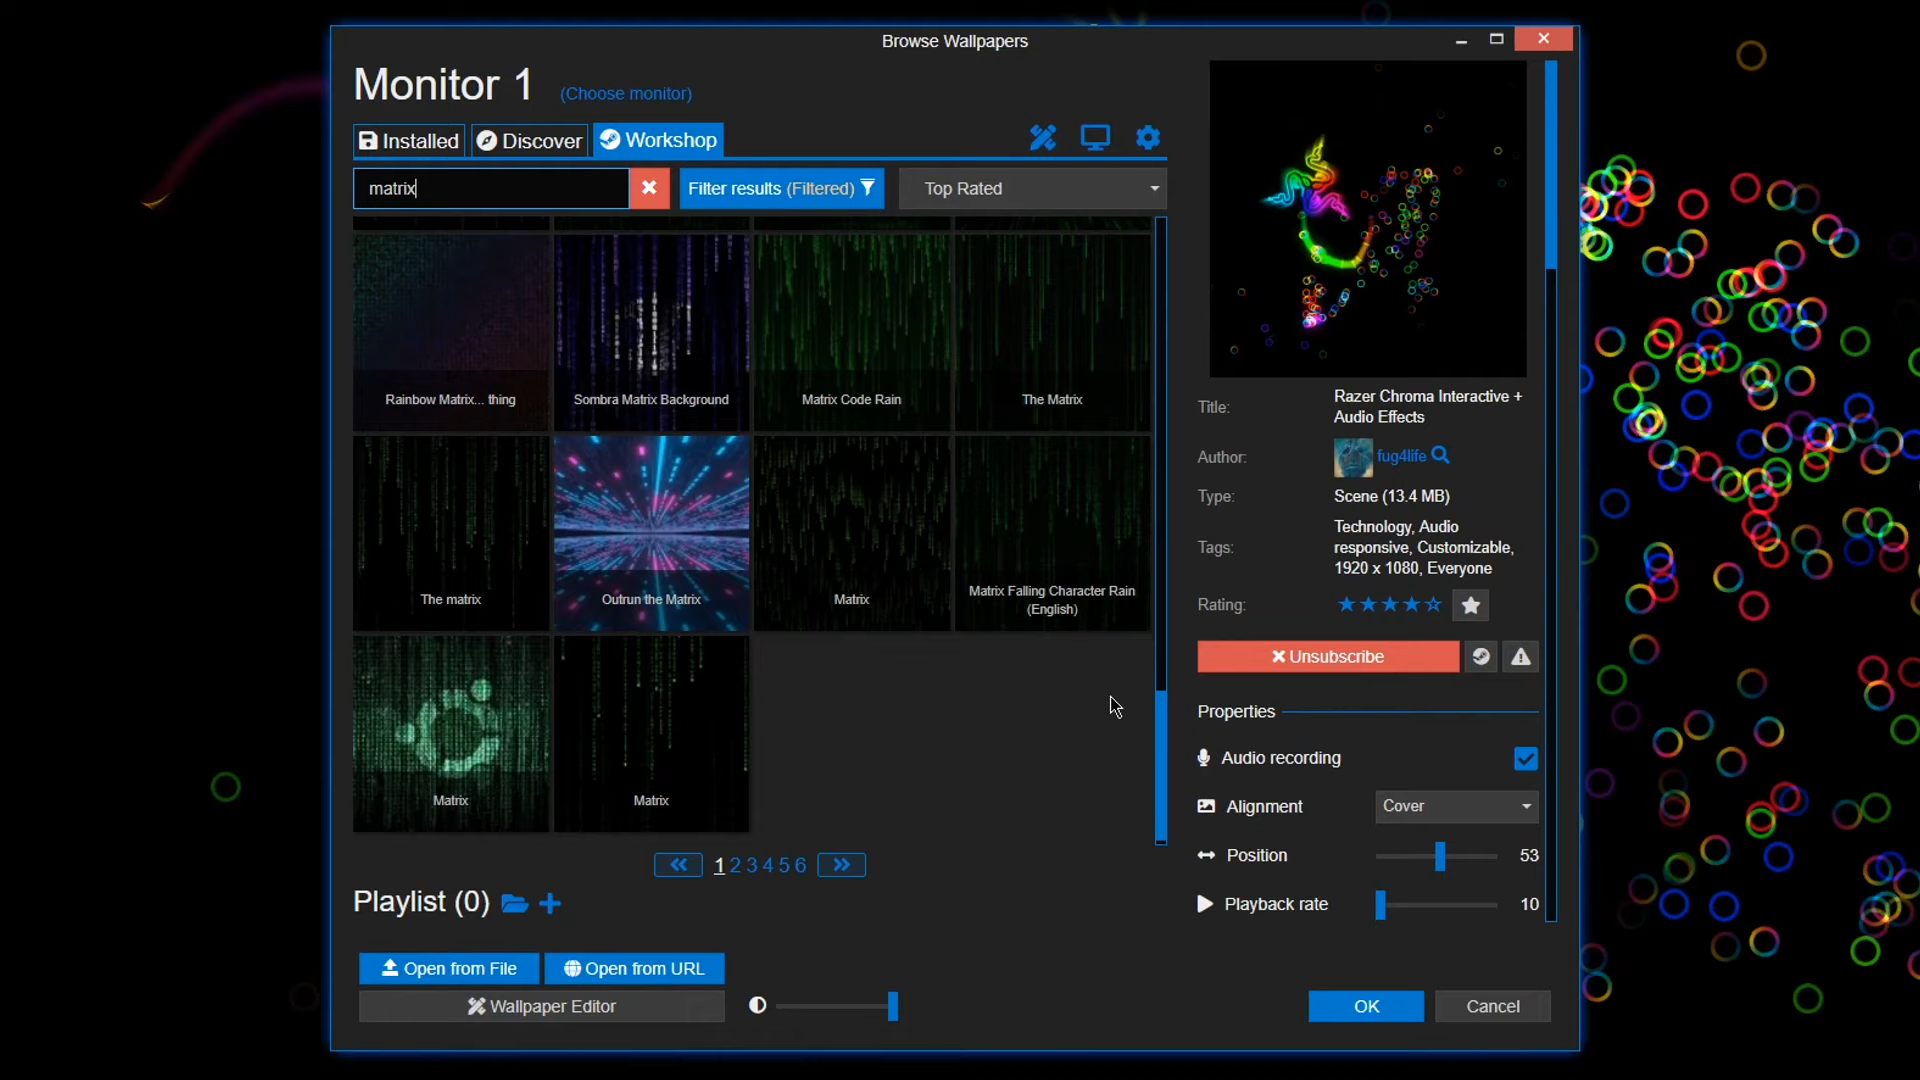 Browse Wallpapers
Monitor 1 (Choose monitor)
Installed Discover Workshop
matrix Filter results (Filtered) Top Rated
Rainbow Matrix... thing
Sombra Matrix Background
Matrix Code Rain
The Matrix
The matrix
Outrun the Matrix
Matrix
Matrix Falling Character Rain
(English)
Matrix
Matrix
1 2 3 4 5 6
Playlist (0)
Open from File
Open from URL
Wallpaper Editor
Title: Razer Chroma Interactive +
Audio Effects
Author: fug4life
Type: Scene (13.4 MB)
Tags: Technology, Audio
responsive, Customizable,
1920 x 1080, Everyone
Rating:
Unsubscribe
Properties
Audio recording
Alignment Cover
Position 53
Playback rate 10
OK Cancel